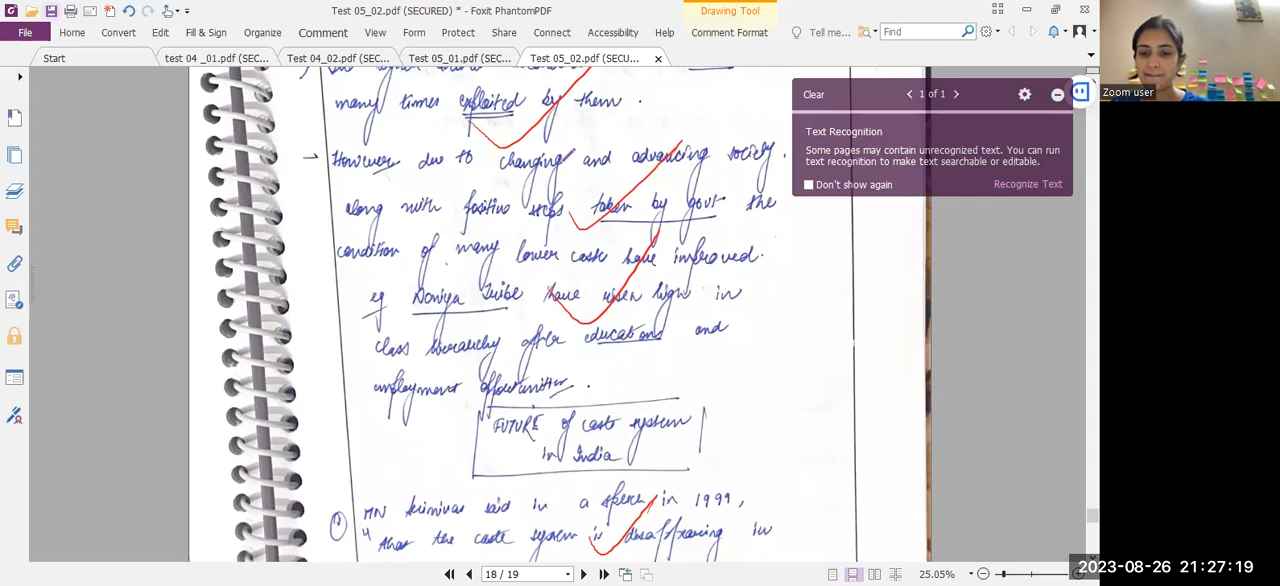 Test 05_02.pdf (SECURED) * - Foxit PhantomPDF
Drawing Tool
File Home Convert Edit Fill & Sign Organize Comment View Form Protect Share Connect Accessibility Help Comment Format Tell me... Find
Start test 04 _01.pdf (SEC... Test 04_02.pdf (SEC... Test 05_01.pdf (SEC... Test 05_02.pdf (SECU...
Clear 1 of 1
Text Recognition
Some pages may contain unrecognized text. You can run
text recognition to make text searchable or editable.
Don't show again Recognize Text
Zoom user
many times exploited by them .
→ However due to changing and advancing society .
along with positive steps taken by govt the
condition of many lower caste have improved.
eg Doniya Tribe have risen high in
class hierarchy after education and
employment opportunities .
FUTURE of caste system
in India
MN said in a in 1999,
" that the caste system is disappearing in
18 / 19
25.05%
2023-08-26 21:27:19